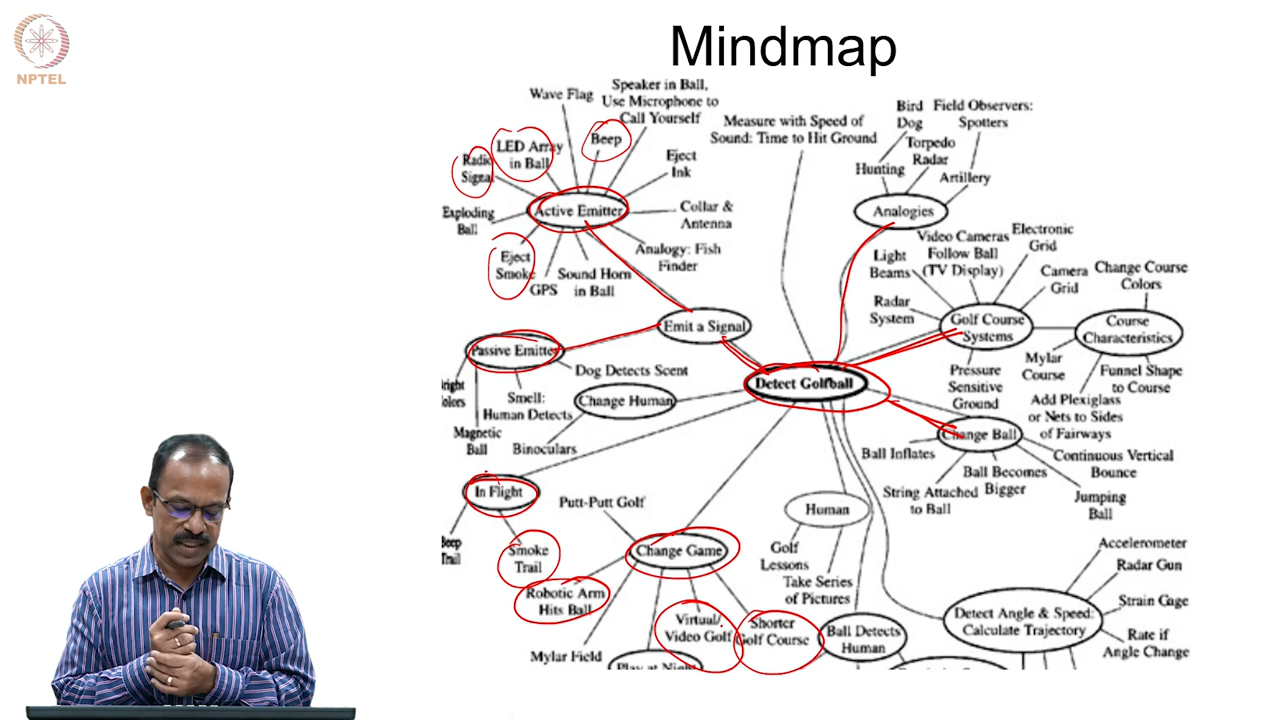 NPTEL
Mindmap
Wave Flag
Speaker in Ball,
Use Microphone to
Call Yourself
Beep
LED Array
in Ball
Radio
Signal
Eject
Ink
Active Emitter
Collar &
Antenna
Exploding
Ball
Analogy: Fish
Finder
Eject
Smoke
GPS
Sound Horn
in Ball
Measure with Speed of
Sound: Time to Hit Ground
Bird
Dog
Field Observers:
Spotters
Torpedo
Radar
Hunting
Artillery
Analogies
Video Cameras
Follow Ball
(TV Display)
Electronic
Grid
Light
Beams
Camera
Grid
Change Course
Colors
Radar
System
Golf Course
Systems
Course
Characteristics
Mylar
Course
Funnel Shape
to Course
Pressure
Sensitive
Ground
Add Plexiglass
or Nets to Sides
of Fairways
Emit a Signal
Passive Emitter
Dog Detects Scent
Smell:
Human Detects
Magnetic
Ball
Detect Golfball
Change Human
Binoculars
Change Ball
Ball Inflates
Continuous Vertical
Bounce
Ball Becomes
Bigger
String Attached
to Ball
Jumping
Ball
In Flight
Beep
Trail
Smoke
Trail
Putt-Putt Golf
Change Game
Robotic Arm
Hits Ball
Virtual/
Video Golf
Shorter
Golf Course
Mylar Field
Play at Night
Human
Golf
Lessons
Take Series
of Pictures
Ball Detects
Human
Detect Angle & Speed:
Calculate Trajectory
Accelerometer
Radar Gun
Strain Gage
Rate if
Angle Change